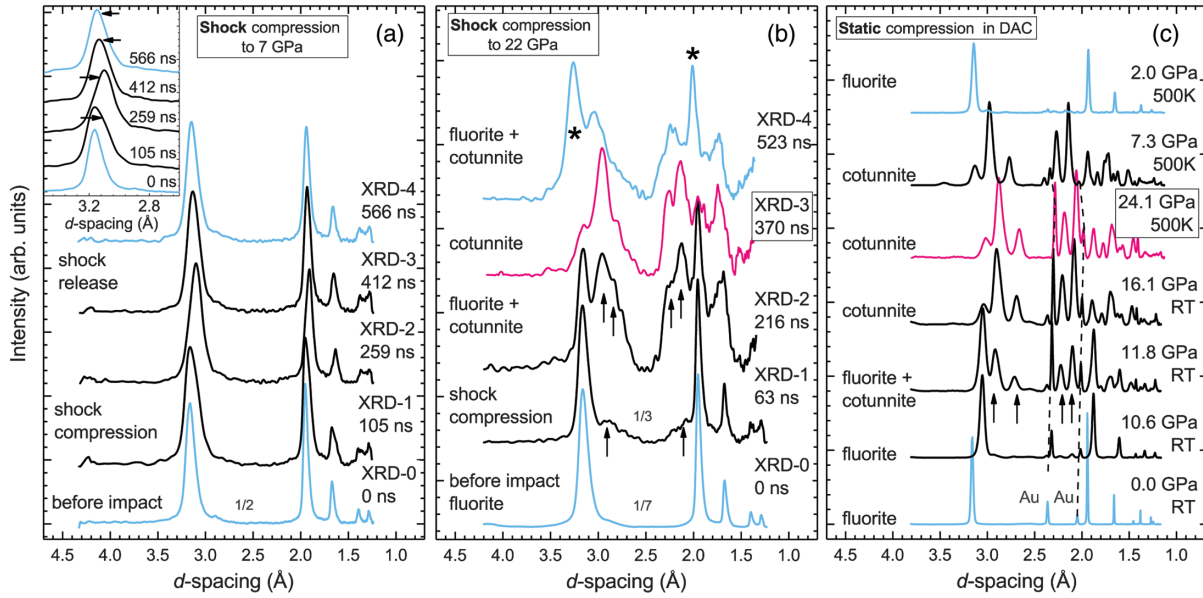 Intensity (arb. units)
Shock compression
to 7 GPa
(a)
566 ns
412 ns
259 ns
105 ns
0 ns
3.2 2.8
d-spacing (Å)
XRD-4
566 ns
shock
release
XRD-3
412 ns
XRD-2
259 ns
shock
compression
XRD-1
105 ns
XRD-0
0 ns
before impact
1/2
4.5 4.0 3.5 3.0 2.5 2.0 1.5 1.0
d-spacing (Å)
Shock compression
to 22 GPa
(b)
*
*
XRD-4
523 ns
fluorite +
cotunnite
XRD-3
370 ns
cotunnite
fluorite +
cotunnite
XRD-2
216 ns
XRD-1
63 ns
shock
compression
1/3
XRD-0
0 ns
before impact
fluorite
1/7
4.5 4.0 3.5 3.0 2.5 2.0 1.5 1.0
d-spacing (Å)
Static compression in DAC
(c)
fluorite
2.0 GPa
500K
7.3 GPa
500K
cotunnite
24.1 GPa
500K
cotunnite
16.1 GPa
RT
cotunnite
11.8 GPa
RT
fluorite +
cotunnite
10.6 GPa
RT
fluorite
0.0 GPa
RT
Au Au
fluorite
4.5 4.0 3.5 3.0 2.5 2.0 1.5 1.0
d-spacing (Å)